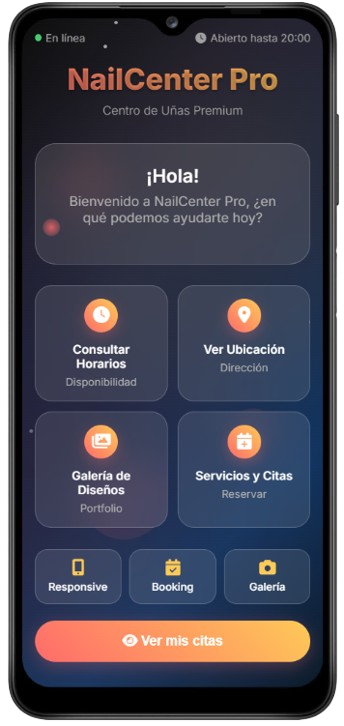 En línea
Abierto hasta 20:00
NailCenter Pro
Centro de Uñas Premium
¡Hola!
Bienvenido a NailCenter Pro, ¿en
qué podemos ayudarte hoy?
Consultar
Horarios
Disponibilidad
Ver Ubicación
Dirección
Galería de
Diseños
Portfolio
Servicios y Citas
Reservar
Responsive
Booking
Galería
Ver mis citas